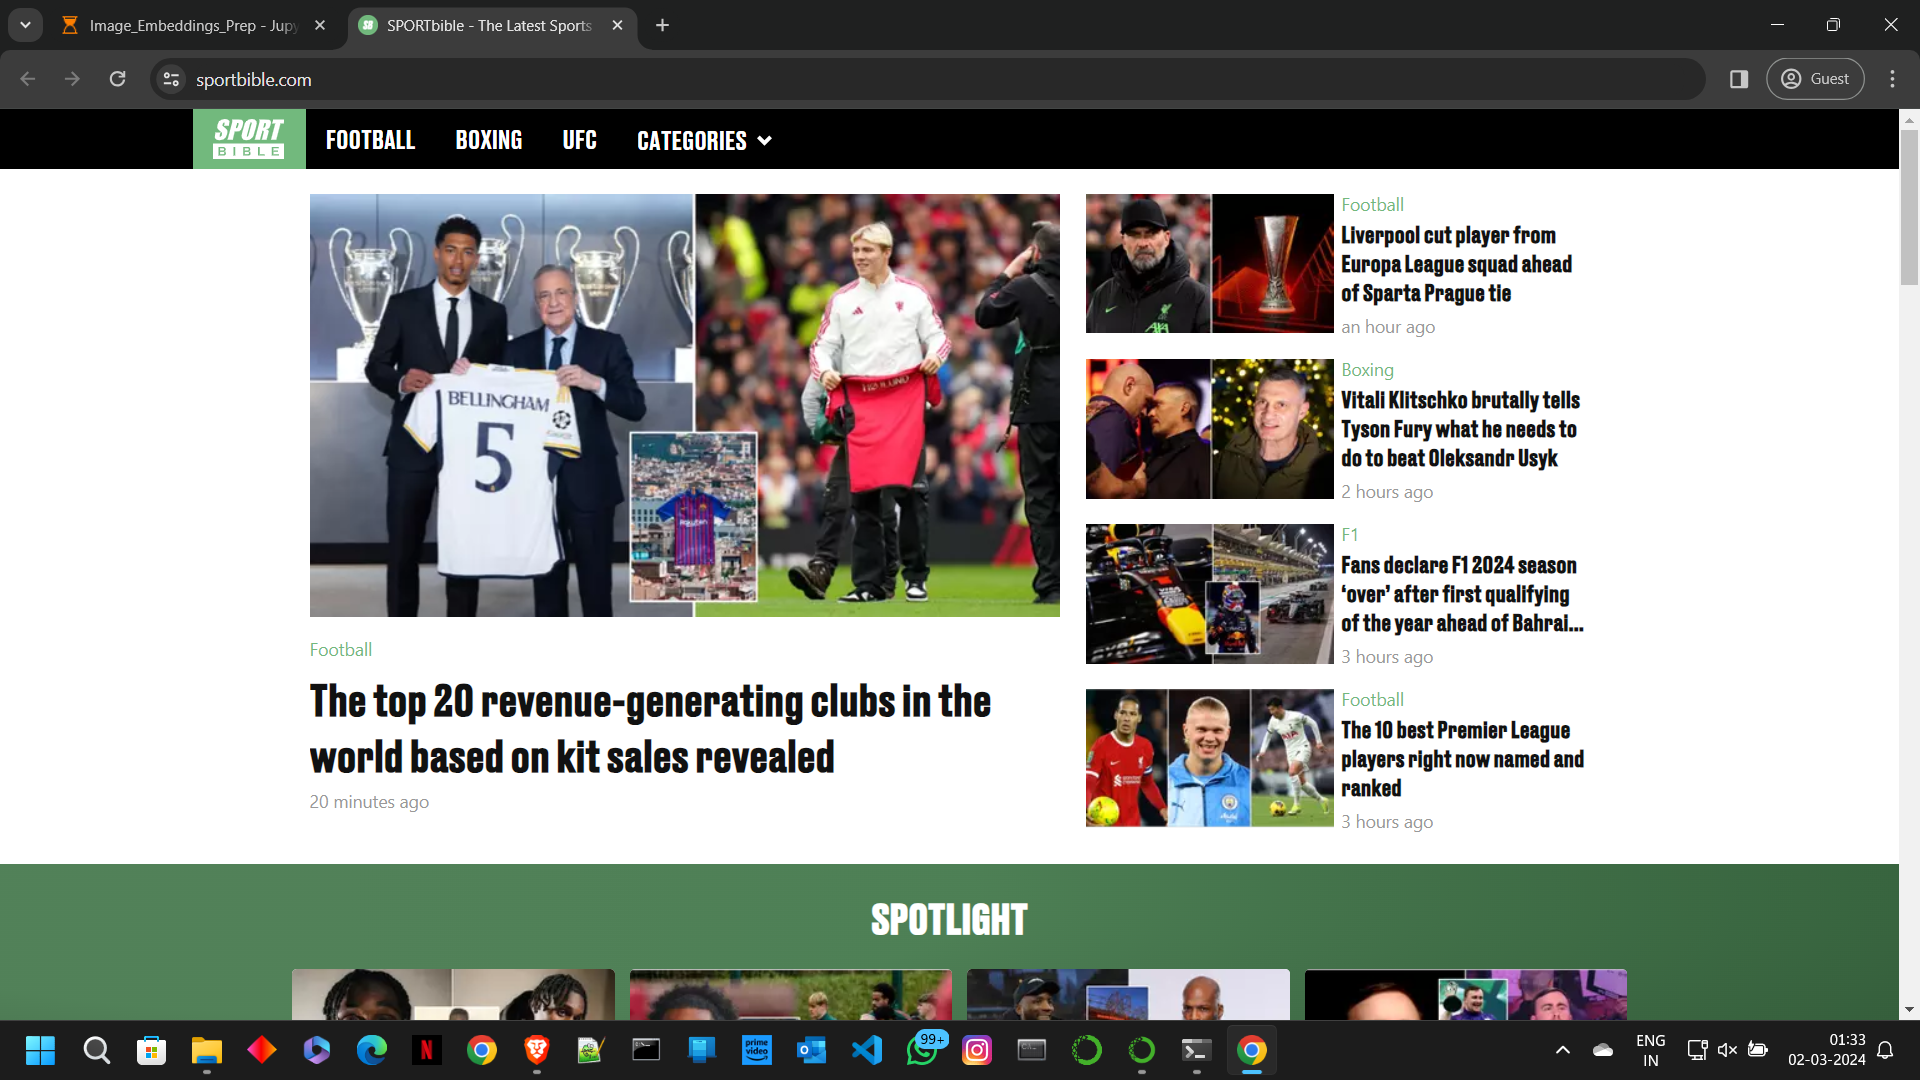 Image_Embeddings_Prep - Jupy
SPORTbible - The Latest Sports
sportbible.com
Guest
SPORT
BIBLE
FOOTBALL
BOXING
UFC
CATEGORIES
BELLINGHAM
5
Football
The top 20 revenue-generating clubs in the
world based on kit sales revealed
20 minutes ago
Football
Liverpool cut player from
Europa League squad ahead
of Sparta Prague tie
an hour ago
Boxing
Vitali Klitschko brutally tells
Tyson Fury what he needs to
do to beat Oleksandr Usyk
2 hours ago
F1
Fans declare F1 2024 season
‘over’ after first qualifying
of the year ahead of Bahrai...
3 hours ago
Football
The 10 best Premier League
players right now named and
ranked
3 hours ago
SPOTLIGHT
prime
video
99+
ENG
IN
01:33
02-03-2024